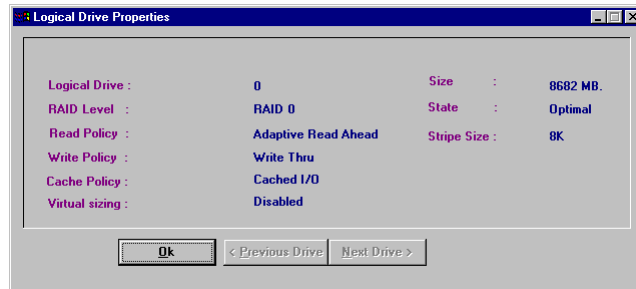 Logical Drive Properties
Logical Drive : 0 Size : 8682 MB.
RAID Level : RAID 0 State : Optimal
Read Policy : Adaptive Read Ahead Stripe Size : 8K
Write Policy : Write Thru
Cache Policy : Cached I/O
Virtual sizing : Disabled
Ok < Previous Drive Next Drive >